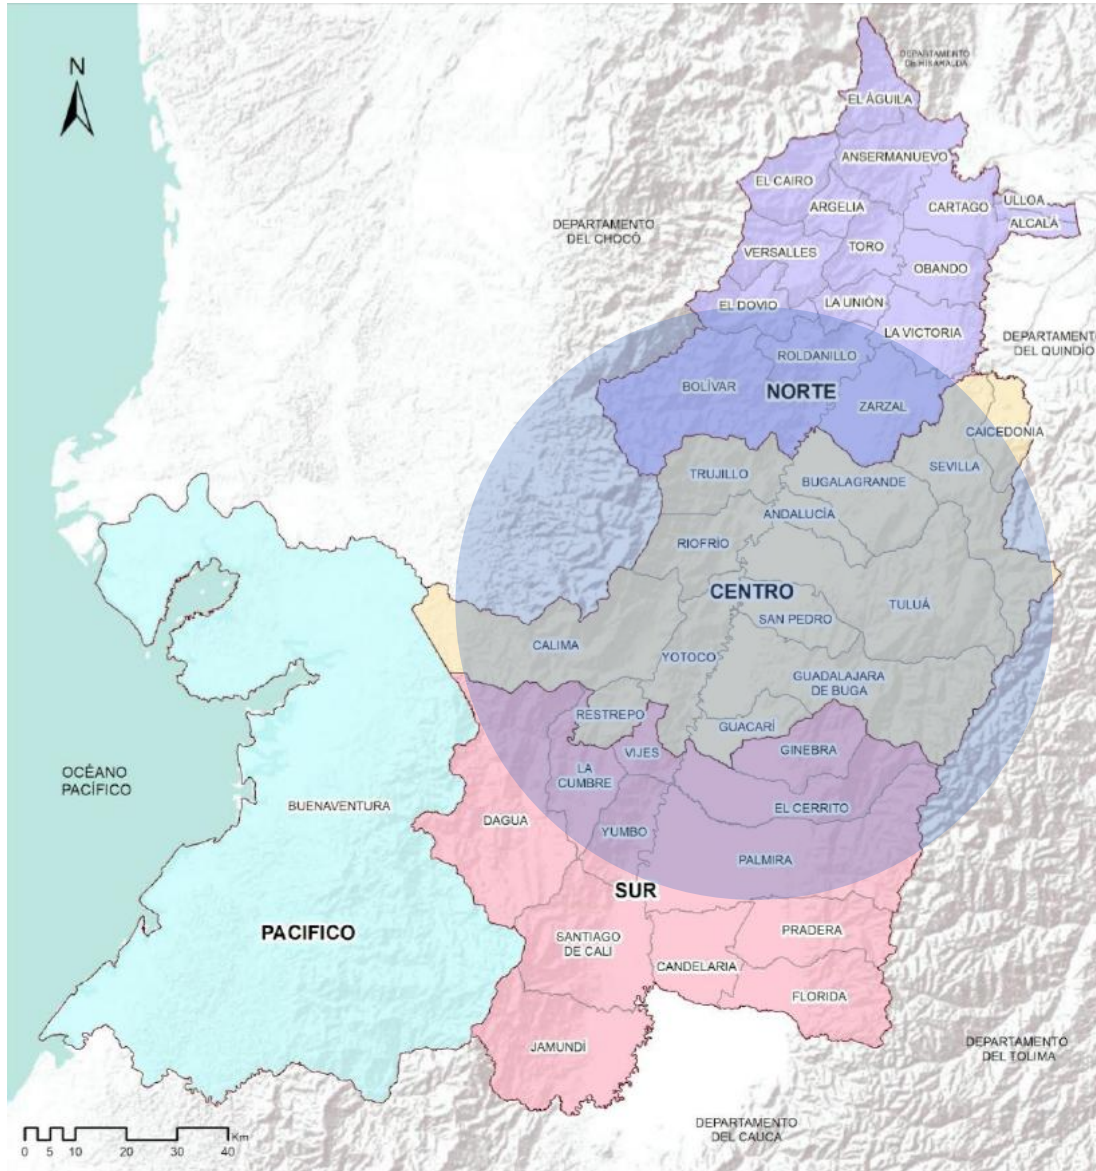 N
DEPARTAMENTO
DE RISARALDA
EL ÁGUILA
ANSERMANUEVO
EL CAIRO
ARGELIA
CARTAGO
ULLOA
ALCALÁ
DEPARTAMENTO
DEL CHOCÓ
VERSALLES
TORO
OBANDO
EL DOVIO
LA UNIÓN
LA VICTORIA
DEPARTAMENTO
DEL QUINDÍO
ROLDANILLO
BOLÍVAR
NORTE
ZARZAL
CAICEDONIA
TRUJILLO
SEVILLA
BUGALAGRANDE
ANDALUCÍA
RIOFRÍO
CENTRO
TULUÁ
SAN PEDRO
CALIMA
YOTOCO
GUADALAJARA
DE BUGA
RESTREPO
GUACARÍ
VIJES
GINEBRA
LA
CUMBRE
OCÉANO
PACÍFICO
BUENAVENTURA
DAGUA
EL CERRITO
YUMBO
PALMIRA
SUR
PACIFICO
SANTIAGO
DE CALI
PRADERA
CANDELARIA
FLORIDA
JAMUNDÍ
DEPARTAMENTO
DEL TOLIMA
DEPARTAMENTO
DEL CAUCA
Km
0 5 10 20 30 40